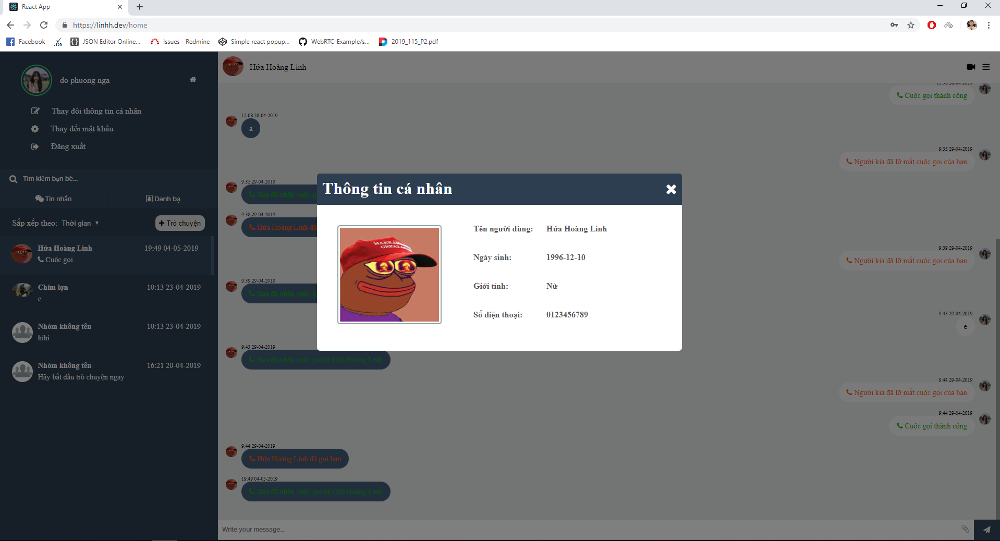 React App
https://linhh.dev/home
Facebook
JSON
JSON Editor Online...
Issues - Redmine
Simple react popup...
WebRTC-Example/s...
2019_115_P2.pdf
do phuong nga
Thay đổi thông tin cá nhân
Thay đổi mật khẩu
Đăng xuất
Tìm kiếm bạn bè...
Tin nhắn
Danh bạ
Sắp xếp theo: Thời gian
Trò chuyện
Hứa Hoàng Linh 19:49 04-05-2019
Cuộc gọi
Chim lợn 10:13 23-04-2019
e
Nhóm không tên 10:13 23-04-2019
hihi
Nhóm không tên 16:21 20-04-2019
Hãy bắt đầu trò chuyện ngay
Hứa Hoàng Linh
28-04-2019
Cuộc gọi thành công
12:08 28-04-2019
a
9:35 29-04-2019
Người kia đã lỡ mất cuộc gọi của bạn
9:35 29-04-2019
Bạn đã nhận cuộc
9:38 29-04-2019
Hứa Hoàng Linh đã
9:39 29-04-2019
Người kia đã lỡ mất cuộc gọi của bạn
9:39 29-04-2019
Bạn đã nhận cuộc
9:43 29-04-2019
e
9:43 29-04-2019
Bạn đã nhận cuộc gọi từ Hứa Hoàng Linh
9:44 29-04-2019
Người kia đã lỡ mất cuộc gọi của bạn
9:44 29-04-2019
Cuộc gọi thành công
9:44 29-04-2019
Hứa Hoàng Linh đã gọi bạn
19:49 04-05-2019
Bạn đã nhận cuộc gọi từ Hứa Hoàng Linh
Write your message...
Thông tin cá nhân
MAKE AM
GREAT
Tên người dùng: Hứa Hoàng Linh
Ngày sinh: 1996-12-10
Giới tính: Nữ
Số điện thoại: 0123456789